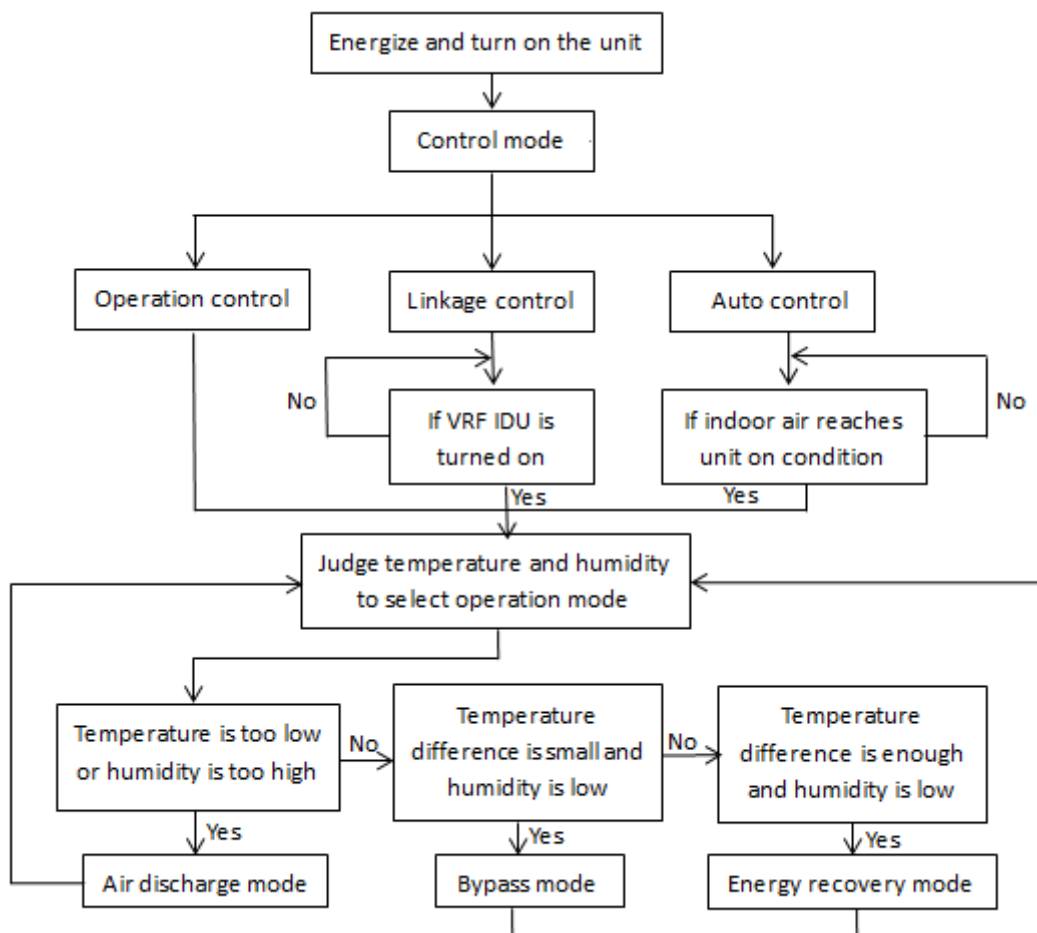 Energize and turn on the unit
Control mode
Operation control
Linkage control
Auto control
No
If VRF IDU is
turned on
If indoor air reaches
unit on condition
No
Yes
Yes
Judge temperature and humidity
to select operation mode
Temperature is too low
or humidity is too high
No
Temperature
difference is small and
humidity is low
No
Temperature
difference is enough
and humidity is low
Yes
Yes
Yes
Air discharge mode
Bypass mode
Energy recovery mode